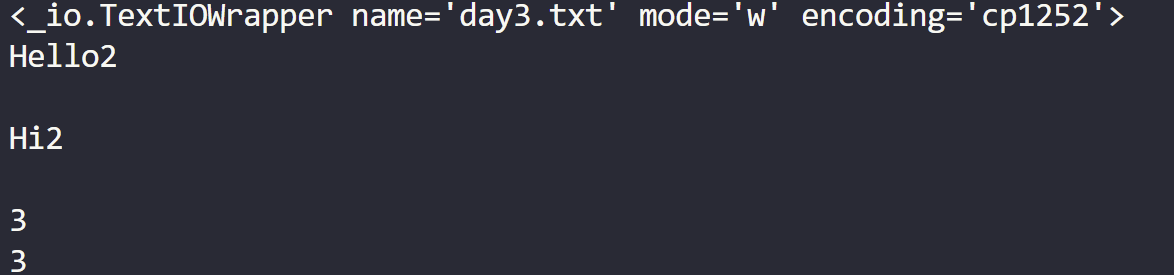 <_io.TextIOWrapper name='day3.txt' mode='w' encoding='cp1252'>
Hello2
Hi2
3
3